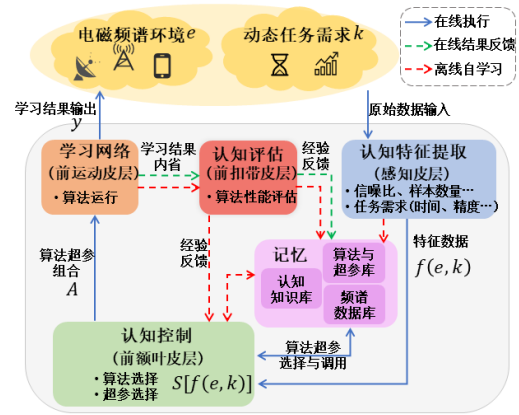 电磁频谱环境e
动态任务需求k
在线执行
在线结果反馈
离线自学习
学习结果输出
y
原始数据输入
学习网络
(前运动皮层)
·算法运行
学习结果
内省
认知评估
(前扣带皮层)
·算法性能评估
经验
反馈
认知特征提取
(感知皮层)
·信噪比、样本数量···
·任务需求(时间、精度···)
算法超参
组合
A
经验
反馈
记忆
认知
知识库
算法与
超参库
频谱
数据库
特征数据
f(e,k)
认知控制
(前额叶皮层)
·算法选择
·超参选择
S[f(e,k)]
算法超参
选择与调用